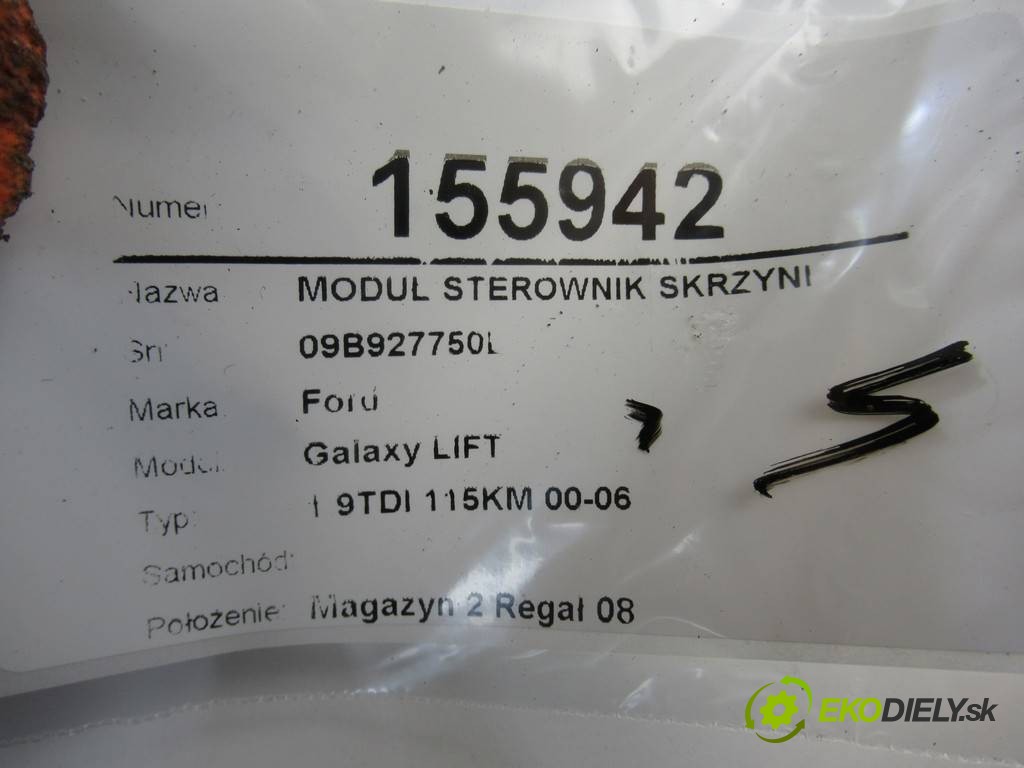 Numer 155942
Nazwa MODUL STEROWNIK SKRZYNI
Sn 09B927750L
Marka Ford
Model: Galaxy LIFT
Typ: 1 9TDI 115KM 00-06
Samochód:
Położenie: Magazyn 2 Regał 08
EKODIELY.sk